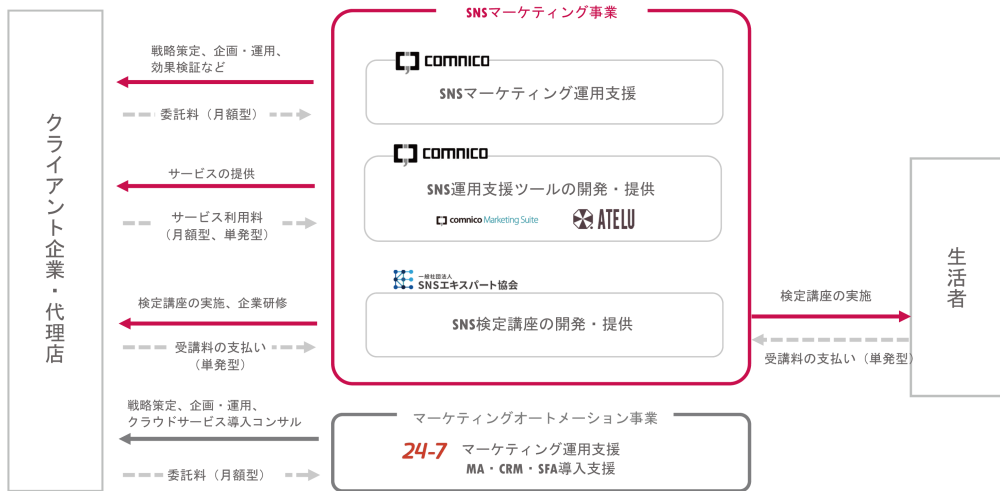 SNSマーケティング事業
クライアント企業・代理店
戦略策定、企画・運用、
効果検証など
委託料（月額型）
comnico
SNSマーケティング運用支援
サービスの提供
サービス利用料
（月額型、単発型）
comnico
SNS運用支援ツールの開発・提供
comnico Marketing Suite
ATELU
検定講座の実施、企業研修
受講料の支払い
（単発型）
一般社団法人
SNSエキスパート協会
SNS検定講座の開発・提供
検定講座の実施
受講料の支払い（単発型）
生活者
戦略策定、企画・運用、
クラウドサービス導入コンサル
委託料（月額型）
マーケティングオートメーション事業
24-7
マーケティング運用支援
MA・CRM・SFA導入支援